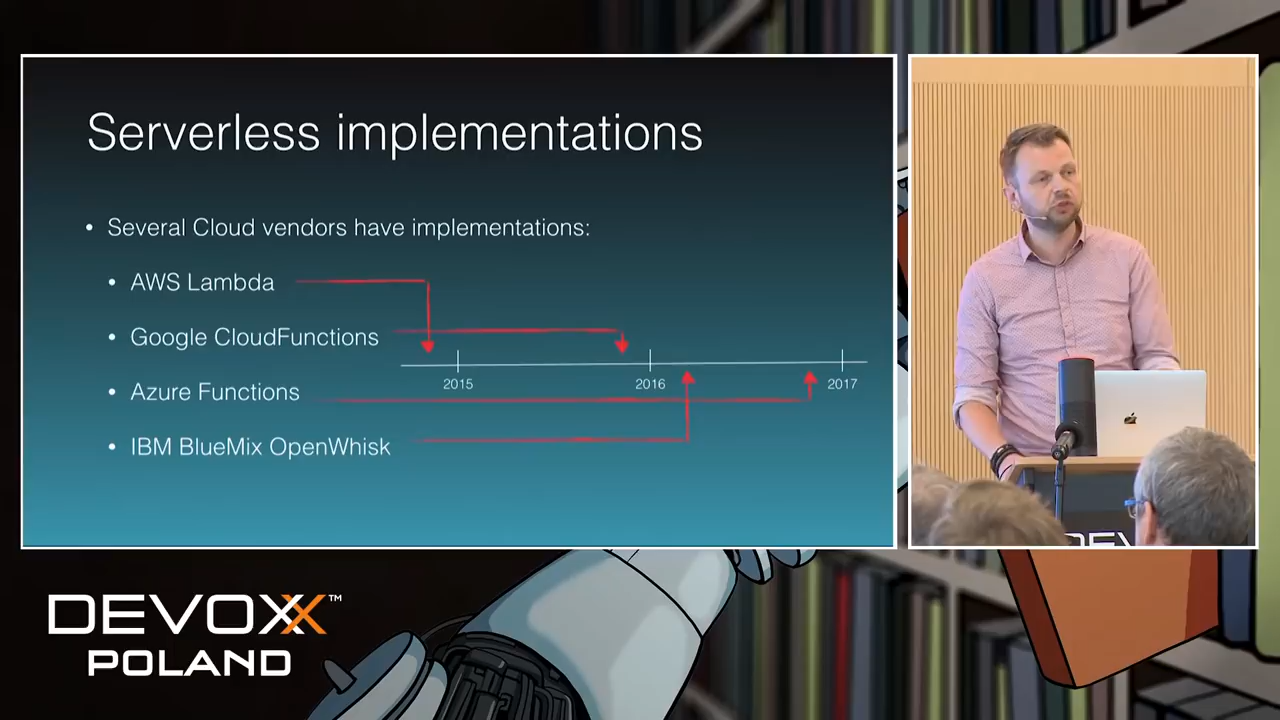 Serverless implementations
• Several Cloud vendors have implementations:
• AWS Lambda
• Google CloudFunctions
• Azure Functions
• IBM BlueMix OpenWhisk
2015
2016
2017
DEVOXX™
POLAND
DEV